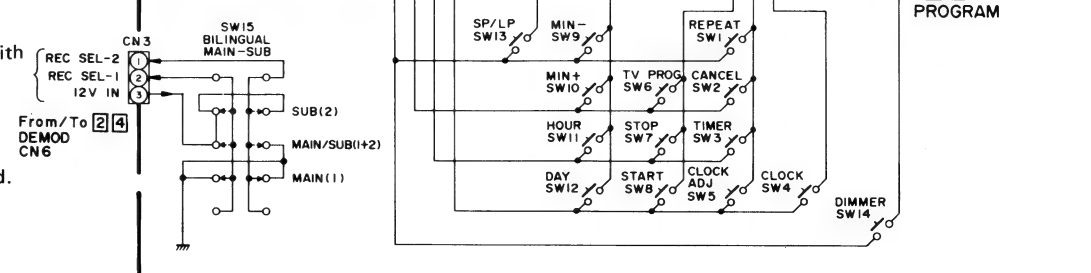 PROGRAM
ith
CN3
REC SEL-2 1
REC SEL-1 2
12V IN 3
From/To 2 4
DEMOD
CN6
d.
SW15
BILINGUAL
MAIN-SUB
SUB(2)
MAIN/SUB(1+2)
MAIN(1)
SP/LP
SW13
MIN-
SW9
REPEAT
SW1
MIN+
SW10
TV PROG
SW6
CANCEL
SW2
HOUR
SW11
STOP
SW7
TIMER
SW3
DAY
SW12
START
SW8
CLOCK
ADJ
SW5
CLOCK
SW4
DIMMER
SW14